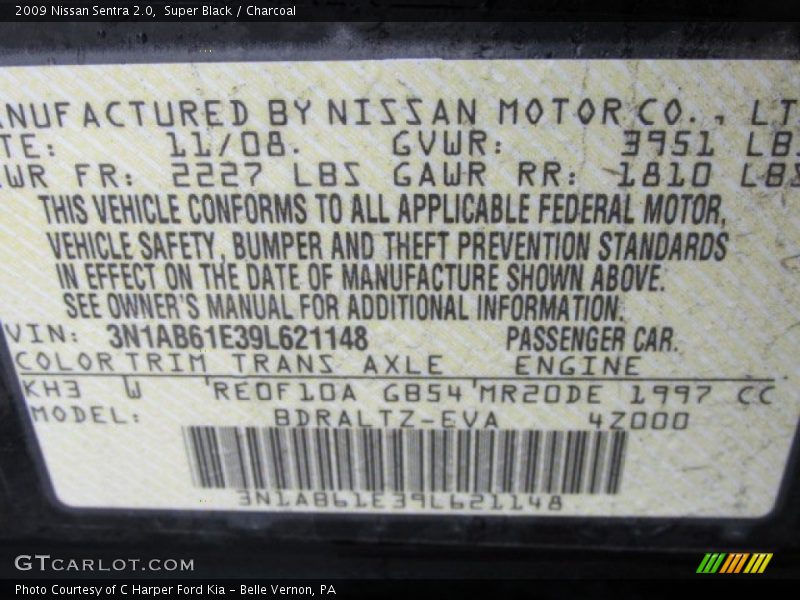 2009 Nissan Sentra 2.0, Super Black / Charcoal
NUFACTURED BY NISSAN MOTOR CO., LT
TE: 11/08. GVWR: 3951 LBS
WR FR: 2227 LBS GAWR RR: 1810 LBS
THIS VEHICLE CONFORMS TO ALL APPLICABLE FEDERAL MOTOR,
VEHICLE SAFETY, BUMPER AND THEFT PREVENTION STANDARDS
IN EFFECT ON THE DATE OF MANUFACTURE SHOWN ABOVE.
SEE OWNER'S MANUAL FOR ADDITIONAL INFORMATION.
VIN: 3N1AB61E39L621148 PASSENGER CAR.
COLOR TRIM TRANS AXLE ENGINE
KH3 W 'RE0F10A GB54'MR20DE 1997 CC
MODEL: BDRALTZ-EVA 4Z000
3N1AB61E39L621148
GTCARLOT.COM
Photo Courtesy of C Harper Ford Kia - Belle Vernon, PA